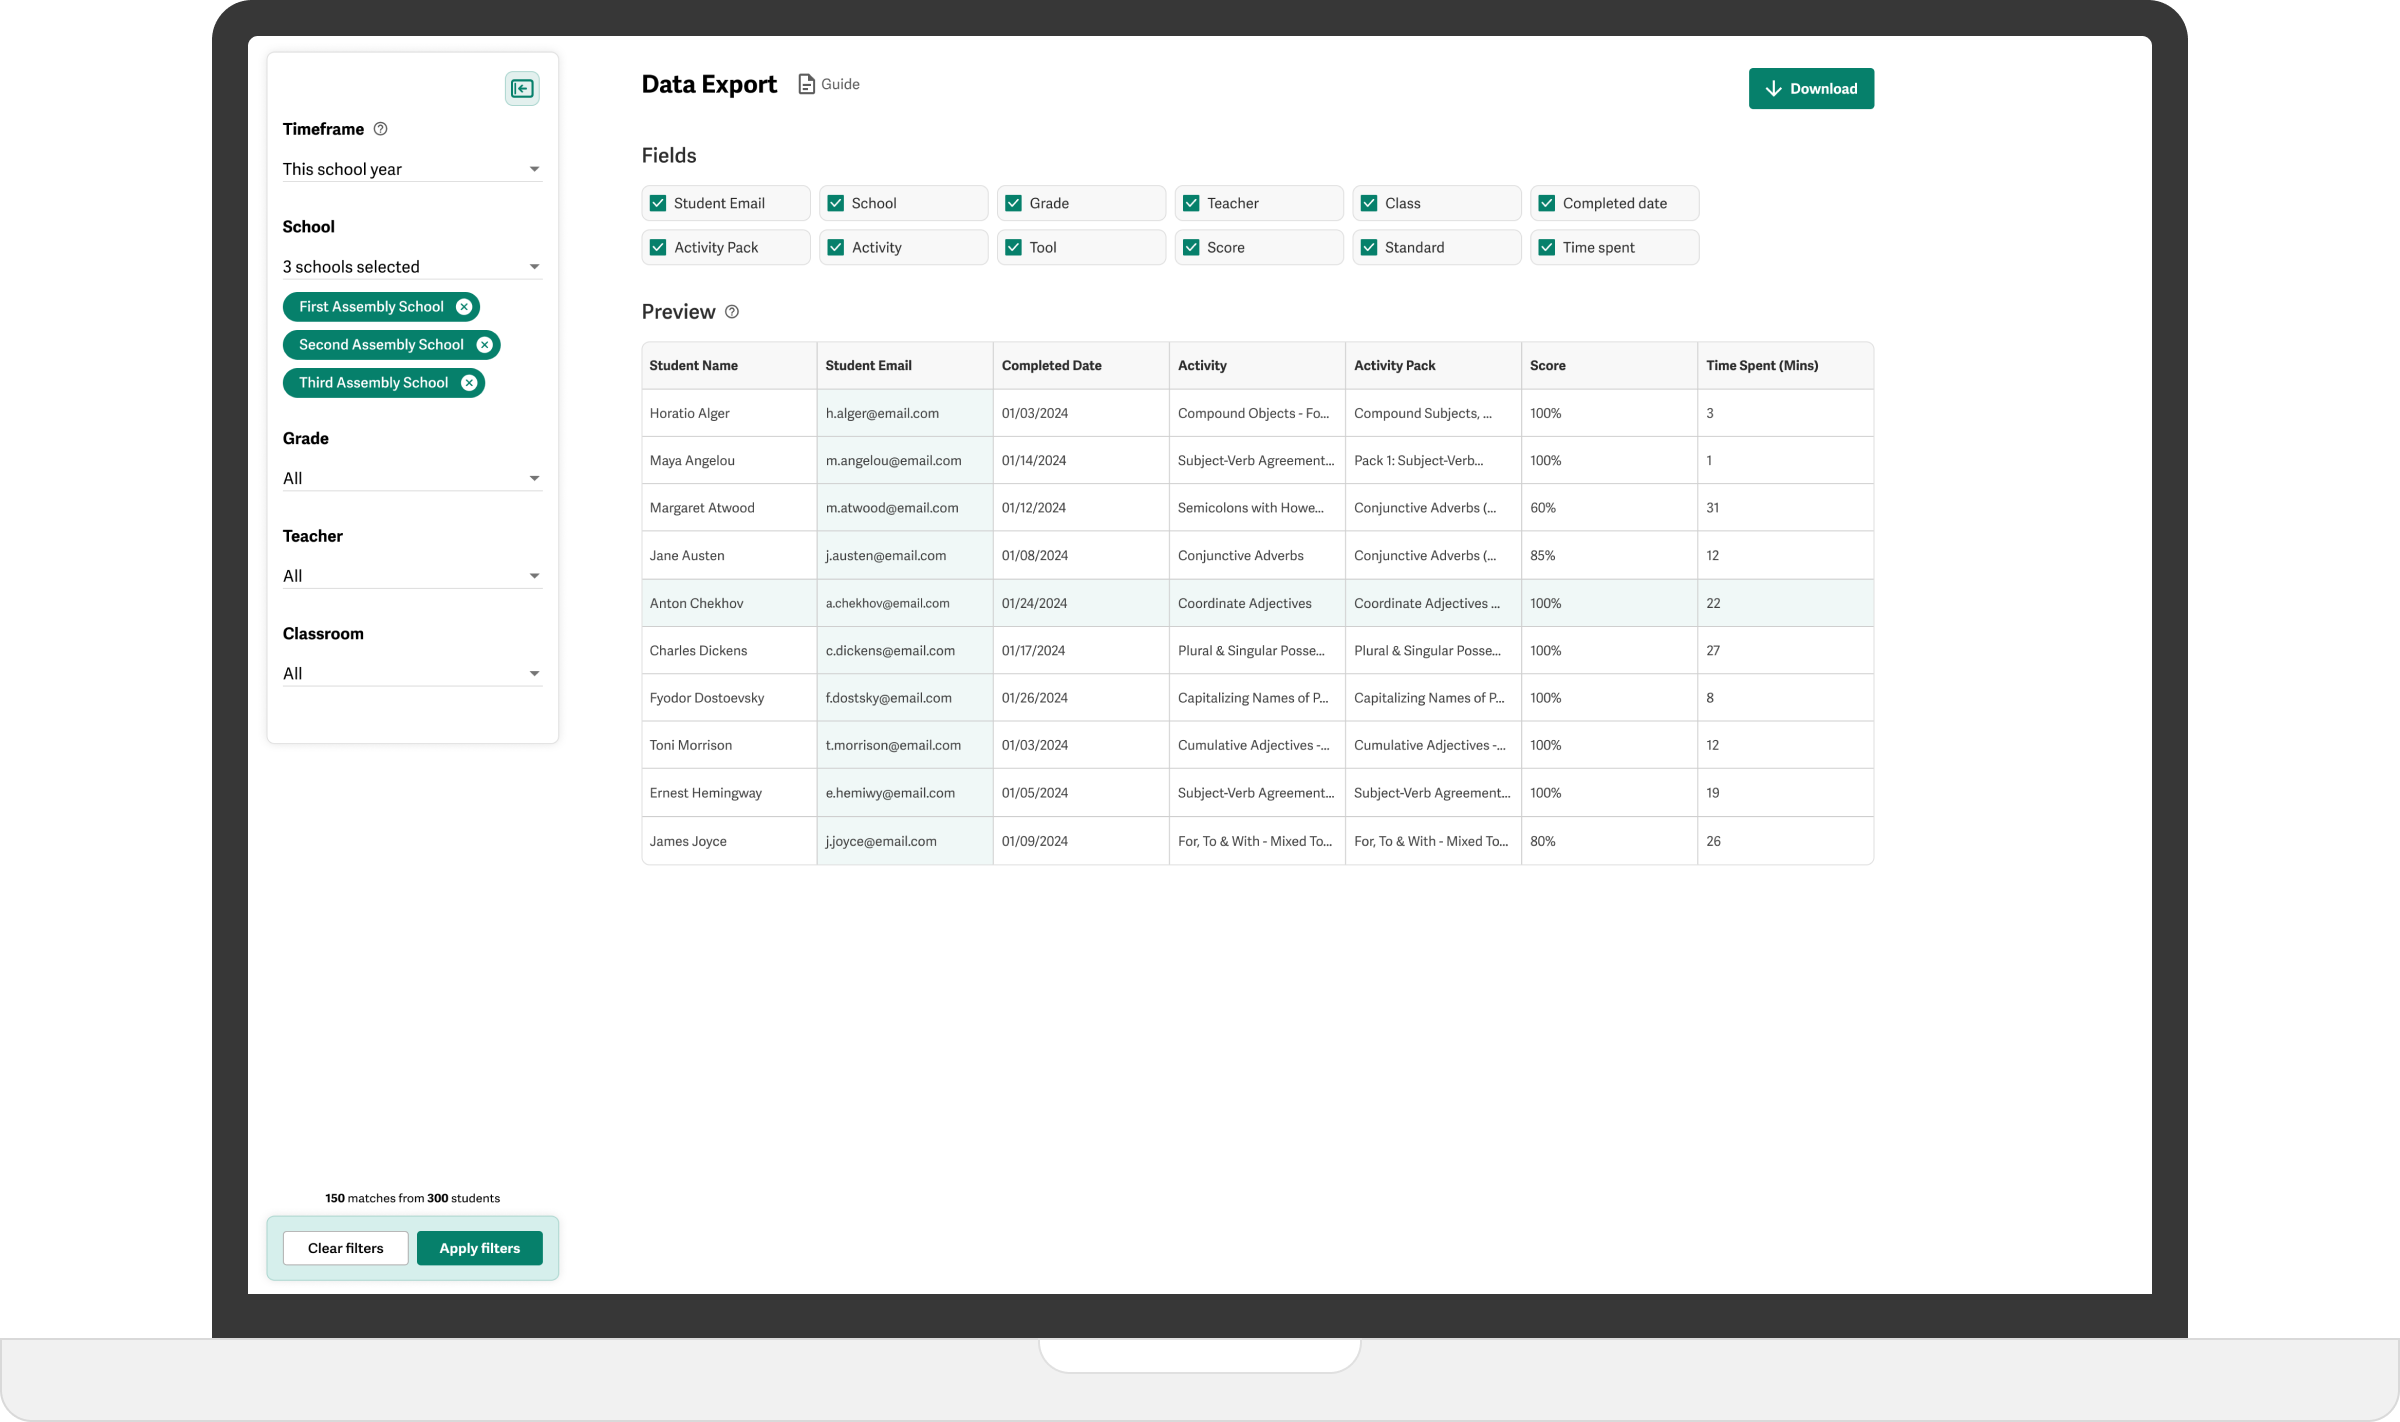 Data Export
Guide
Download
Timeframe
This school year
School
3 schools selected
First Assembly School
Second Assembly School
Third Assembly School
Grade
All
Teacher
All
Classroom
All
150 matches from 300 students
Clear filters
Apply filters
Fields
Student Email School Grade Teacher Class Completed date
Activity Pack Activity Tool Score Standard Time spent
Preview
Student Name Student Email Completed Date Activity Activity Pack Score Time Spent (Mins)
Horatio Alger h.alger@email.com 01/03/2024 Compound Objects - Fo... Compound Subjects, ... 100% 3
Maya Angelou m.angelou@email.com 01/14/2024 Subject-Verb Agreement... Pack 1: Subject-Verb... 100% 1
Margaret Atwood m.atwood@email.com 01/12/2024 Semicolons with Howe... Conjunctive Adverbs (... 60% 31
Jane Austen j.austen@email.com 01/08/2024 Conjunctive Adverbs Conjunctive Adverbs (... 85% 12
Anton Chekhov a.chekhov@email.com 01/24/2024 Coordinate Adjectives Coordinate Adjectives ... 100% 22
Charles Dickens c.dickens@email.com 01/17/2024 Plural & Singular Posse... Plural & Singular Posse... 100% 27
Fyodor Dostoevsky f.dostsky@email.com 01/26/2024 Capitalizing Names of P... Capitalizing Names of P... 100% 8
Toni Morrison t.morrison@email.com 01/03/2024 Cumulative Adjectives -... Cumulative Adjectives -... 100% 12
Ernest Hemingway e.hemiwy@email.com 01/05/2024 Subject-Verb Agreement... Subject-Verb Agreement... 100% 19
James Joyce j.joyce@email.com 01/09/2024 For, To & With - Mixed To... For, To & With - Mixed To... 80% 26